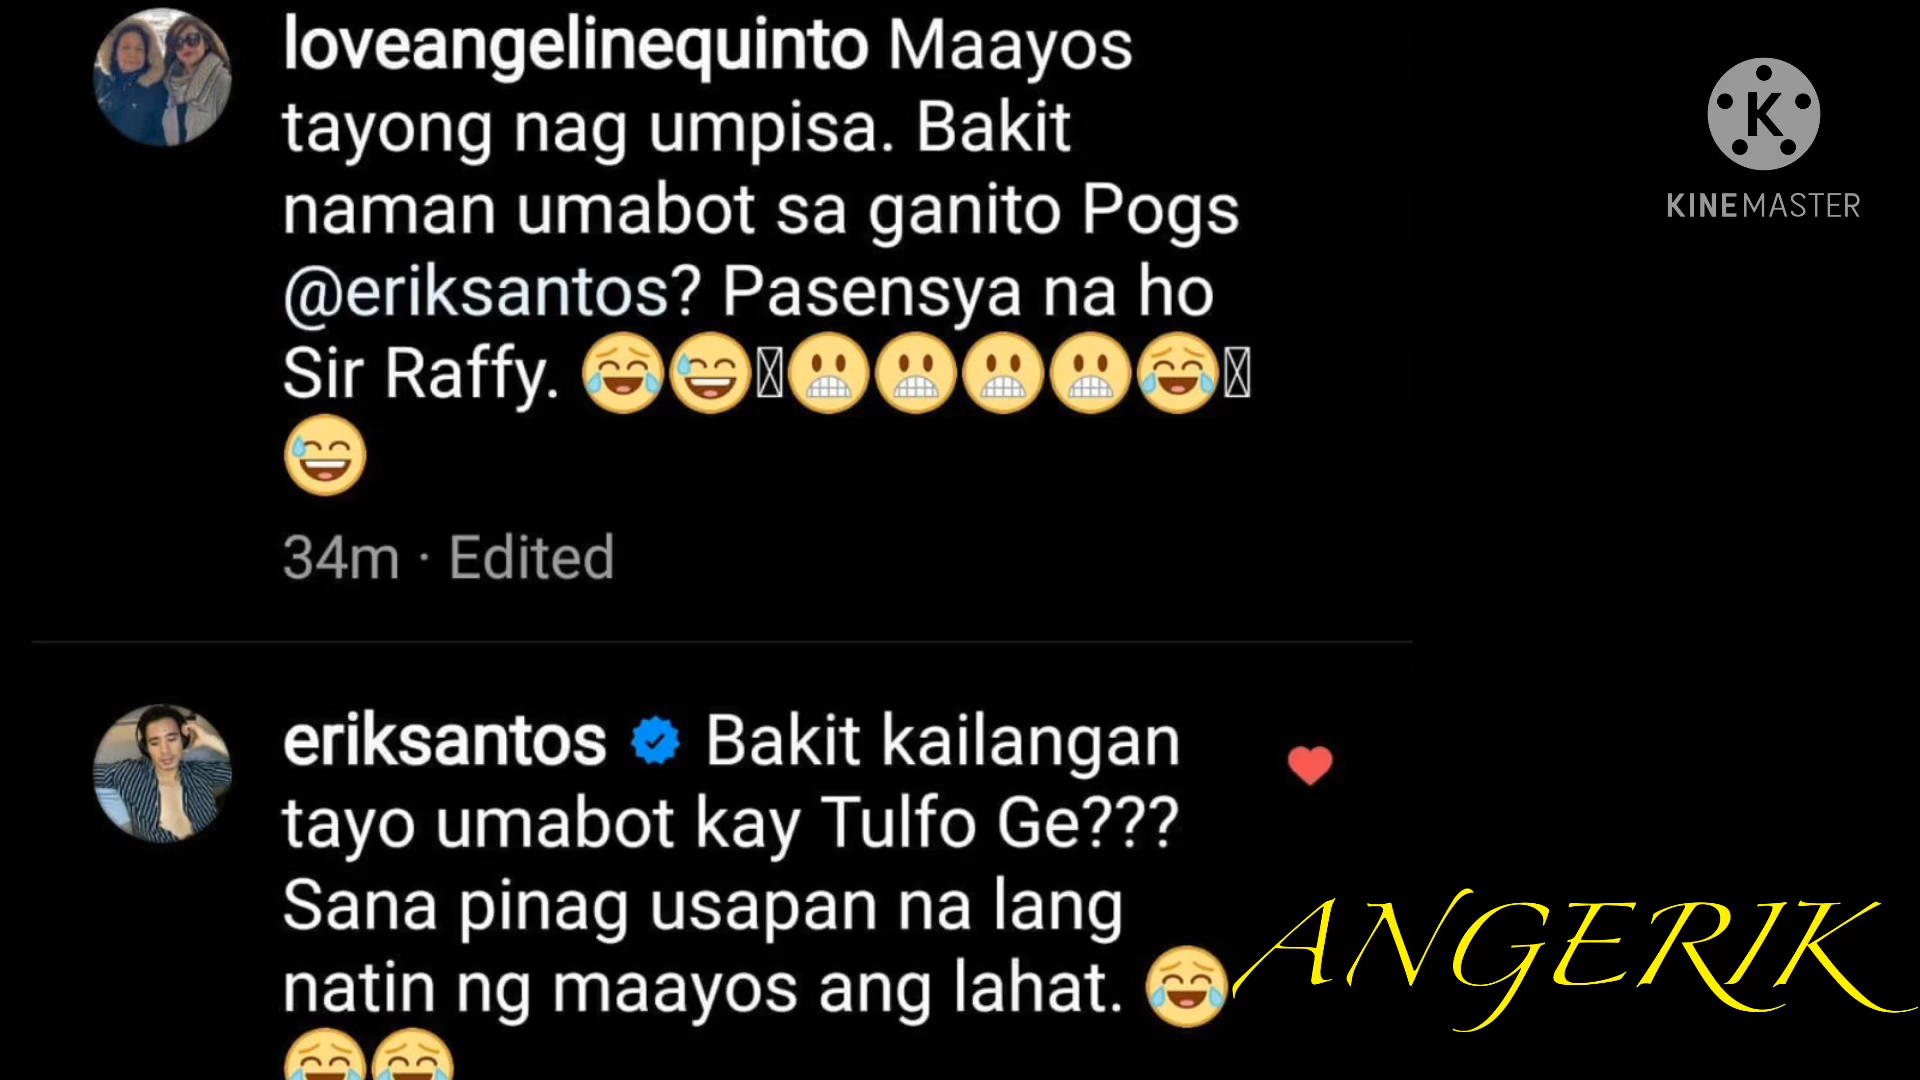 loveangelinequinto Maayos
tayong nag umpisa. Bakit
naman umabot sa ganito Pogs
@eriksantos? Pasensya na ho
Sir Raffy. 😂😅😬😬😬😬😂
😅
34m · Edited
eriksantos Bakit kailangan
tayo umabot kay Tulfo Ge???
Sana pinag usapan na lang
natin ng maayos ang lahat. 😂
😂😂
K
KINEMASTER
ANGERIK